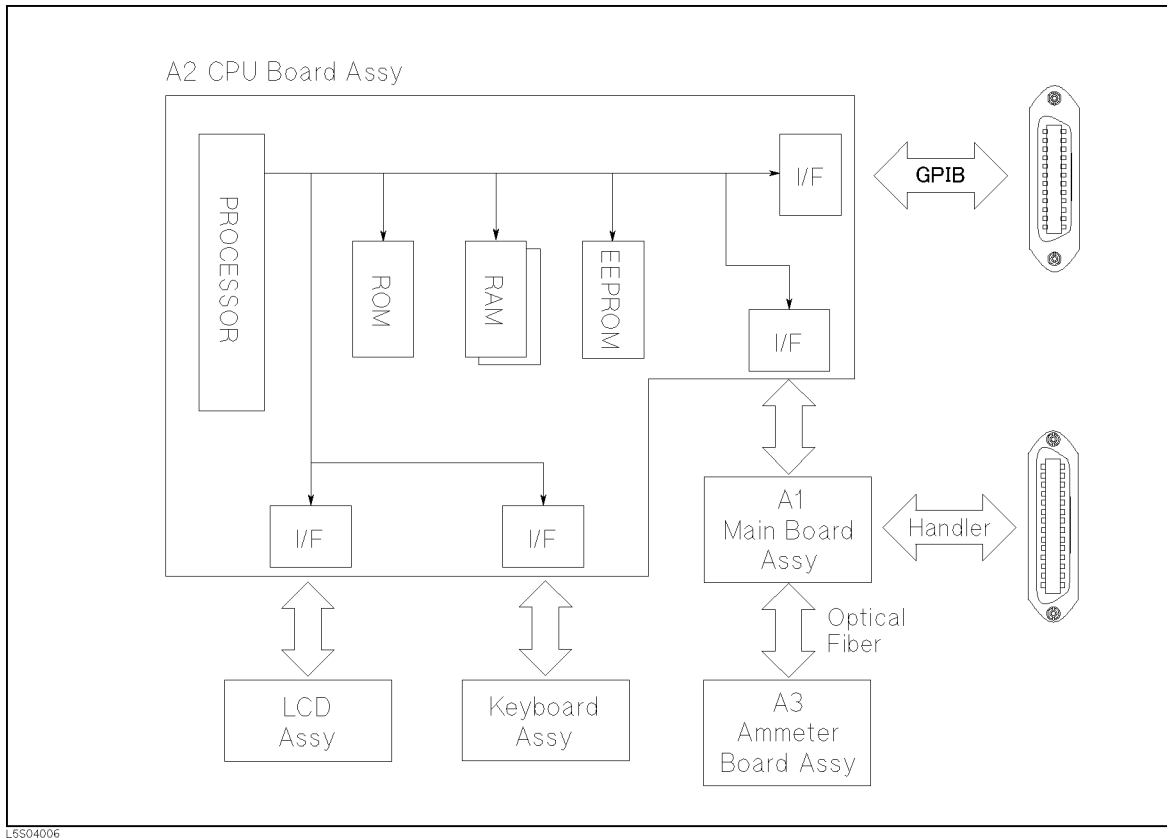 A2 CPU Board Assy
PROCESSOR
ROM
RAM
EEPROM
I/F
GPIB
I/F
I/F
I/F
A1
Main Board
Assy
Handler
Optical
Fiber
LCD
Assy
Keyboard
Assy
A3
Ammeter
Board Assy
L5S04006